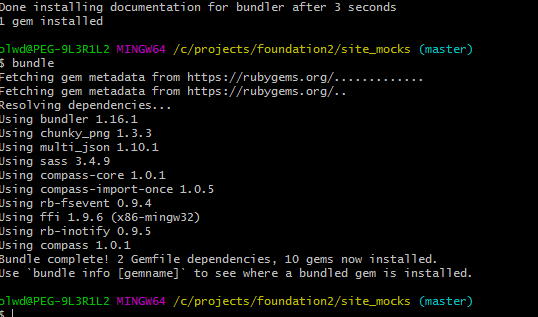 Done installing documentation for bundler after 3 seconds
1 gem installed
olwd@PEG-9L3R1L2 MINGW64 /c/projects/foundation2/site_mocks (master)
$ bundle
Fetching gem metadata from https://rubygems.org/.............
Fetching gem metadata from https://rubygems.org/..
Resolving dependencies...
Using bundler 1.16.1
Using chunky_png 1.3.3
Using multi_json 1.10.1
Using sass 3.4.9
Using compass-core 1.0.1
Using compass-import-once 1.0.5
Using rb-fsevent 0.9.4
Using ffi 1.9.6 (x86-mingw32)
Using rb-inotify 0.9.5
Using compass 1.0.1
Bundle complete! 2 Gemfile dependencies, 10 gems now installed.
Use `bundle info [gemname]` to see where a bundled gem is installed.
olwd@PEG-9L3R1L2 MINGW64 /c/projects/foundation2/site_mocks (master)
$